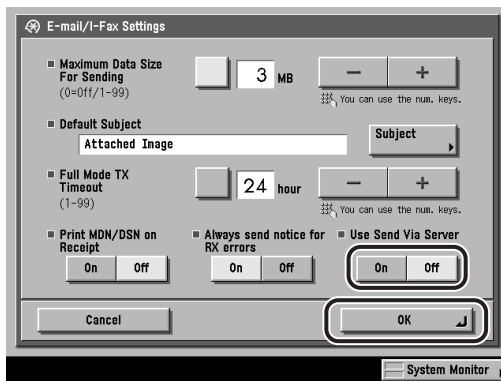 E-mail/I-Fax Settings
Maximum Data Size
For Sending
(0=Off/1-99)
3 MB
− +
You can use the num. keys.
Default Subject
Attached Image
Subject
Full Mode TX
Timeout
(1-99)
24 hour
− +
You can use the num. keys.
Print MDN/DSN on
Receipt
On Off
Always send notice for
RX errors
On Off
Use Send Via Server
On Off
Cancel
OK
System Monitor